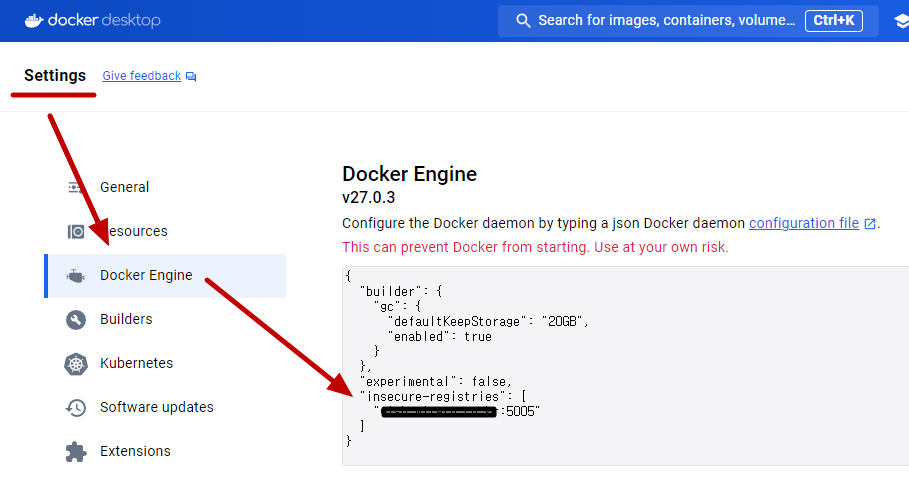 docker desktop
Search for images, containers, volume... Ctrl+K
Settings Give feedback
General
esources
Docker Engine
Builders
Kubernetes
Software updates
Extensions
Docker Engine
v27.0.3
Configure the Docker daemon by typing a json Docker daemon configuration file.
This can prevent Docker from starting. Use at your own risk.
{
  "builder": {
    "gc": {
      "defaultKeepStorage": "20GB",
      "enabled": true
    }
  },
  "experimental": false,
  "insecure-registries": [
    ":5005"
  ]
}